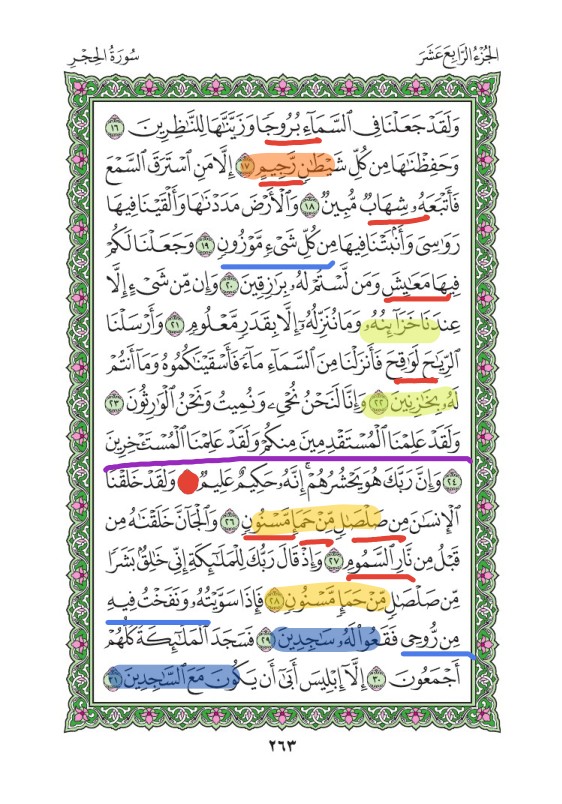 الجُزْءُ الرَّابِعَ عَشَرَ
سُورَةُ الحِجْرِ
وَلَقَدْ جَعَلْنَا فِي ٱلسَّمَآءِ بُرُوجًا وَزَيَّنَّٰهَا لِلنَّٰظِرِينَ ١٦
وَحَفِظْنَٰهَا مِن كُلِّ شَيْطَٰنٍ رَّجِيمٍ ١٧ إِلَّا مَنِ ٱسْتَرَقَ ٱلسَّمْعَ
فَأَتْبَعَهُۥ شِهَابٌ مُّبِينٌ ١٨ وَٱلْأَرْضَ مَدَدْنَٰهَا وَأَلْقَيْنَا فِيهَا
رَوَٰسِيَ وَأَنۢبَتْنَا فِيهَا مِن كُلِّ شَيْءٍ مَّوْزُونٍ ١٩ وَجَعَلْنَا لَكُمْ
فِيهَا مَعَٰيِشَ وَمَن لَّسْتُمْ لَهُۥ بِرَٰزِقِينَ ٢٠ وَإِن مِّن شَيْءٍ إِلَّا
عِندَنَا خَزَآئِنُهُۥ وَمَا نُنَزِّلُهُۥٓ إِلَّا بِقَدَرٍ مَّعْلُومٍ ٢١ وَأَرْسَلْنَا
ٱلرِّيَٰحَ لَوَٰقِحَ فَأَنزَلْنَا مِنَ ٱلسَّمَآءِ مَآءً فَأَسْقَيْنَٰكُمُوهُ وَمَآ أَنتُمْ
لَهُۥ بِخَٰزِنِينَ ٢٢ وَإِنَّا لَنَحْنُ نُحْيِۦ وَنُمِيتُ وَنَحْنُ ٱلْوَٰرِثُونَ ٢٣
وَلَقَدْ عَلِمْنَا ٱلْمُسْتَقْدِمِينَ مِنكُمْ وَلَقَدْ عَلِمْنَا ٱلْمُسْتَـْٔخِرِينَ
٢٤ وَإِنَّ رَبَّكَ هُوَ يَحْشُرُهُمْ ۚ إِنَّهُۥ حَكِيمٌ عَلِيمٌ وَلَقَدْ خَلَقْنَا
ٱلْإِنسَٰنَ مِن صَلْصَٰلٍ مِّنْ حَمَإٍ مَّسْنُونٍ ٢٦ وَٱلْجَآنَّ خَلَقْنَٰهُ مِن
قَبْلُ مِن نَّارِ ٱلسَّمُومِ ٢٧ وَإِذْ قَالَ رَبُّكَ لِلْمَلَٰٓئِكَةِ إِنِّي خَٰلِقٌۢ بَشَرًا
مِّن صَلْصَٰلٍ مِّنْ حَمَإٍ مَّسْنُونٍ ٢٨ فَإِذَا سَوَّيْتُهُۥ وَنَفَخْتُ فِيهِ
مِن رُّوحِي فَقَعُوا۟ لَهُۥ سَٰجِدِينَ ٢٩ فَسَجَدَ ٱلْمَلَٰٓئِكَةُ كُلُّهُمْ
أَجْمَعُونَ ٣٠ إِلَّآ إِبْلِيسَ أَبَىٰٓ أَن يَكُونَ مَعَ ٱلسَّٰجِدِينَ ٣١
٢٦٣